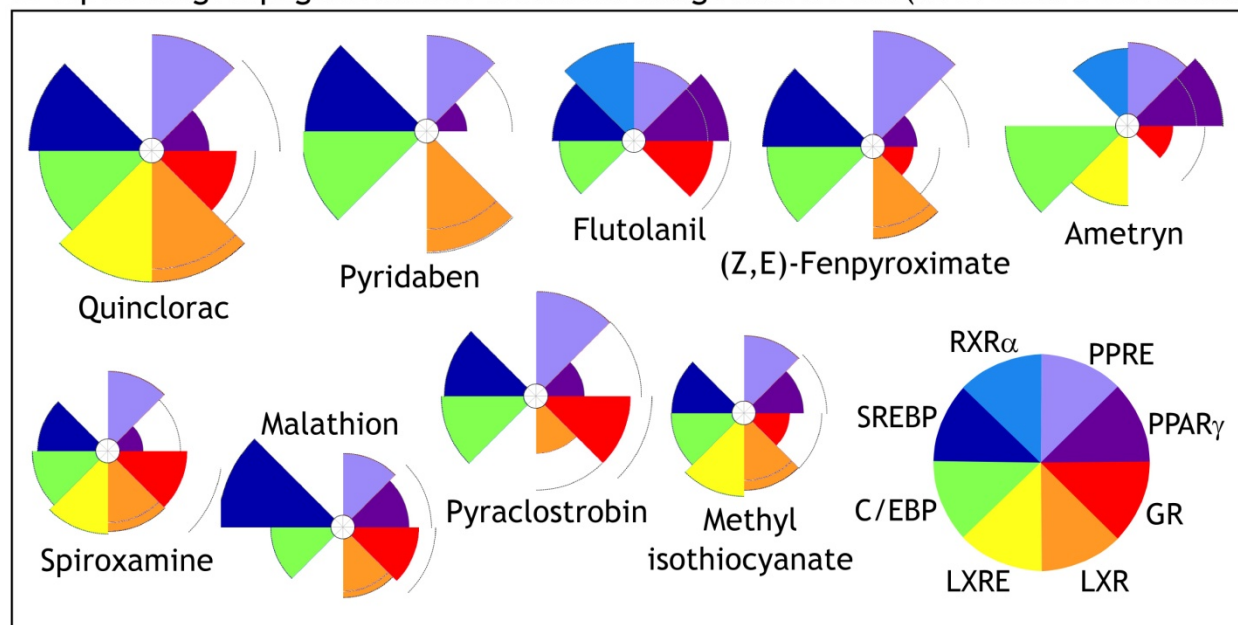 Quinclorac
Pyridaben
Flutolanil
(Z,E)-Fenpyroximate
Ametryn
Spiroxamine
Malathion
Pyraclostrobin
Methyl
isothiocyanate
RXRα
PPRE
SREBP
PPARγ
C/EBP
GR
LXRE
LXR